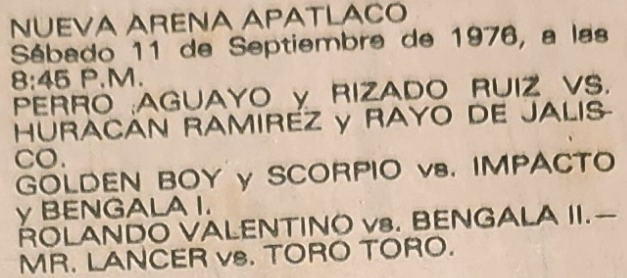 NUEVA ARENA APATLACO
Sábado 11 de Septiembre de 1976, a las
8:45 P.M.
PERRO AGUAYO y RIZADO RUIZ VS.
HURACAN RAMIREZ y RAYO DE JALIS-
CO.
GOLDEN BOY y SCORPIO vs. IMPACTO
y BENGALA I.
ROLANDO VALENTINO vs. BENGALA II.—
MR. LANCER vs. TORO TORO.